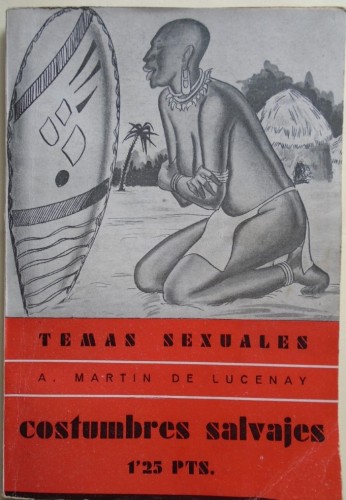 TEMAS SEXUALES
A. MARTIN DE LUCENAY
costumbres salvajes
1'25 PTS.